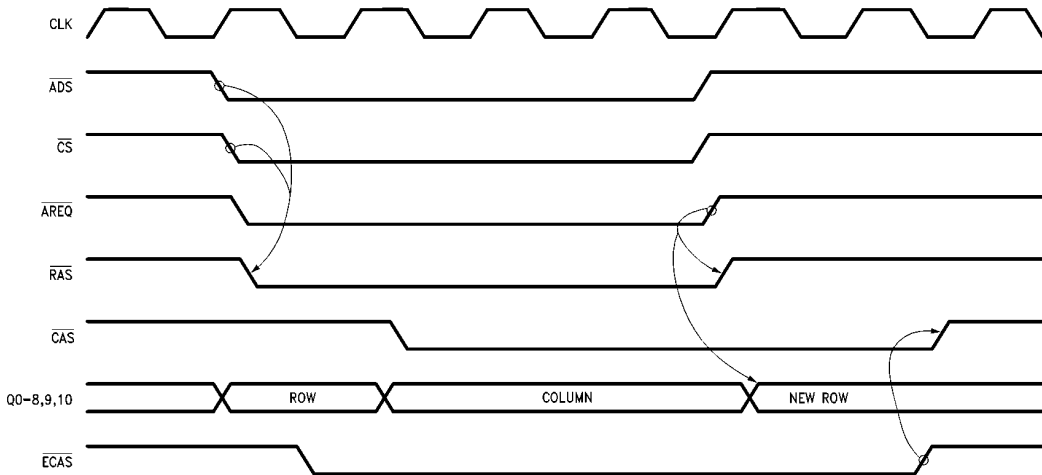 CLK
ADS
CS
AREQ
RAS
CAS
Q0-8,9,10 ROW COLUMN NEW ROW
ECAS